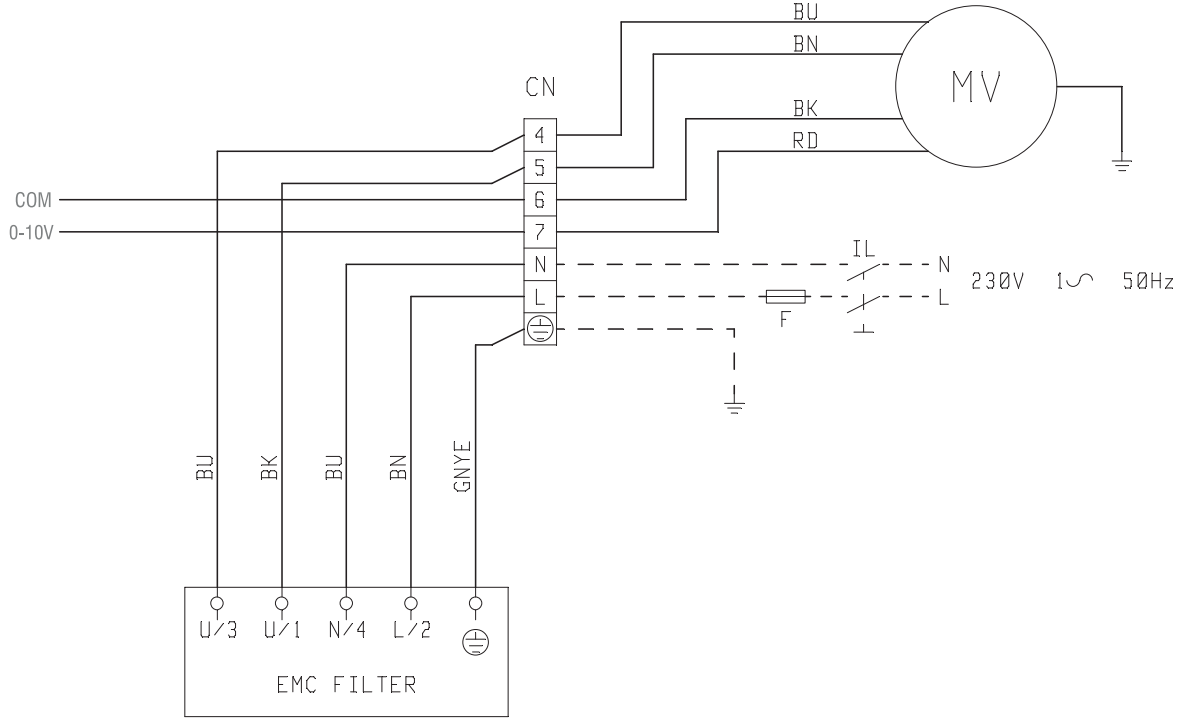 BU
BN
CN
MV
BK
RD
4
5
6
7
N
L
COM
0-10V
IL
N
L
230V 1 50Hz
F
BU
BK
BU
BN
GNYE
U/3 U/1 N/4 L/2
EMC FILTER